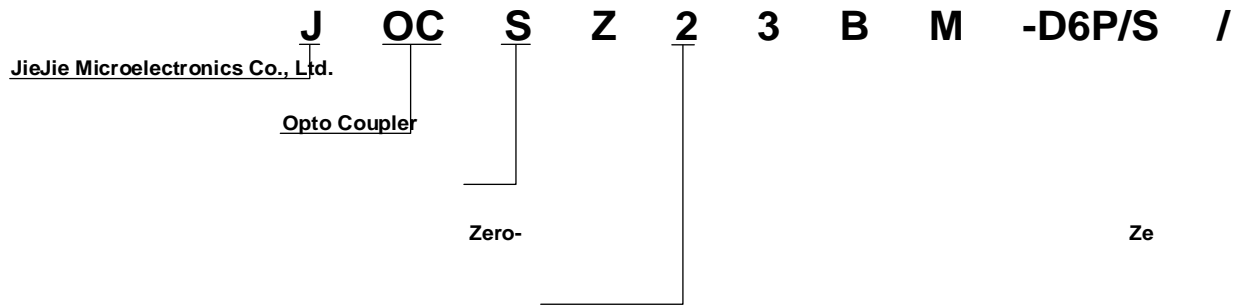 J OC S Z 2 3 B M -D6P/S /
JieJie Microelectronics Co., Ltd.
Opto Coupler
Zero- Ze